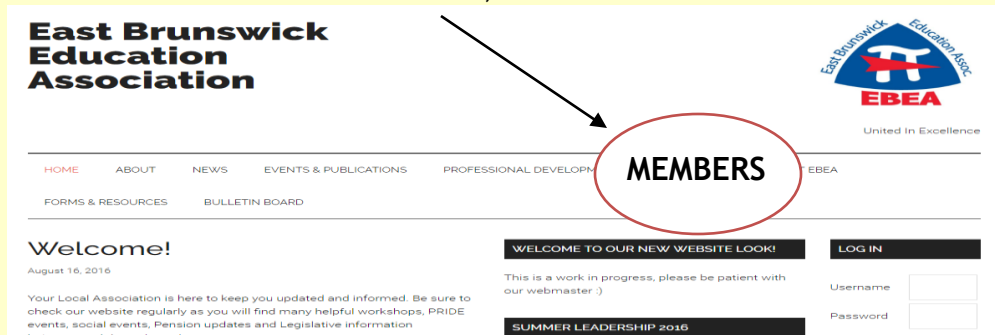 East Brunswick
Education
Association
East Brunswick Education Assoc.
EBEA
United In Excellence
HOME ABOUT NEWS EVENTS & PUBLICATIONS PROFESSIONAL DEVELOPM MEMBERS EBEA
FORMS & RESOURCES BULLETIN BOARD
Welcome!
August 16, 2016
Your Local Association is here to keep you updated and informed. Be sure to
check our website regularly as you will find many helpful workshops, PRIDE
events, social events, Pension updates and Legislative information
WELCOME TO OUR NEW WEBSITE LOOK!
This is a work in progress, please be patient with
our webmaster :)
SUMMER LEADERSHIP 2016
LOG IN
Username
Password